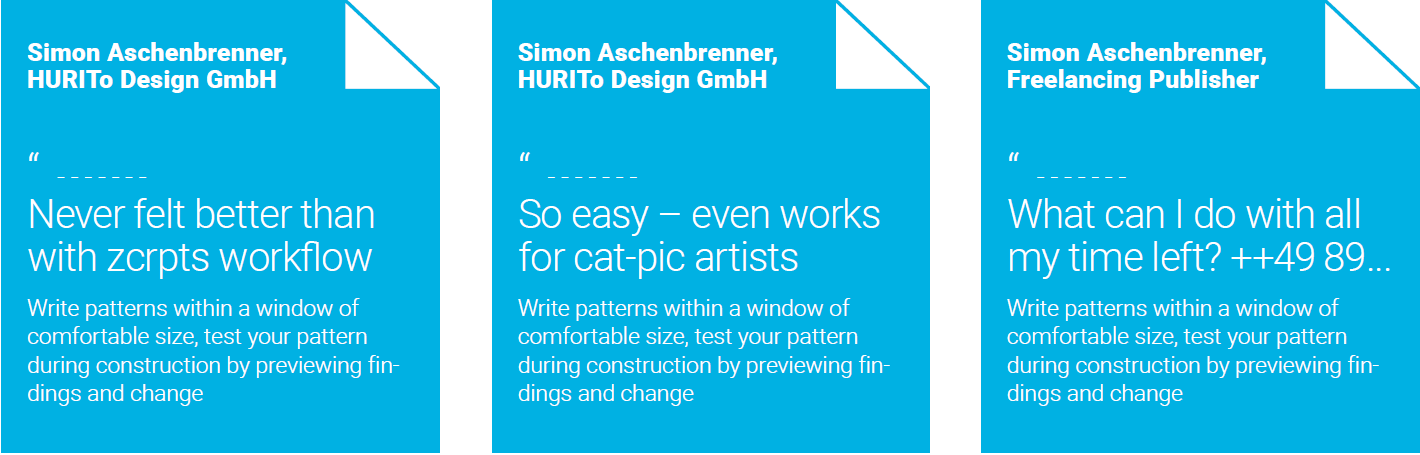 Simon Aschenbrenner,
HURITo Design GmbH
“
Never felt better than
with zcrpts workflow
Write patterns within a window of
comfortable size, test your pattern
during construction by previewing fin-
dings and change
Simon Aschenbrenner,
HURITo Design GmbH
“
So easy – even works
for cat-pic artists
Write patterns within a window of
comfortable size, test your pattern
during construction by previewing fin-
dings and change
Simon Aschenbrenner,
Freelancing Publisher
“
What can I do with all
my time left? ++49 89...
Write patterns within a window of
comfortable size, test your pattern
during construction by previewing fin-
dings and change